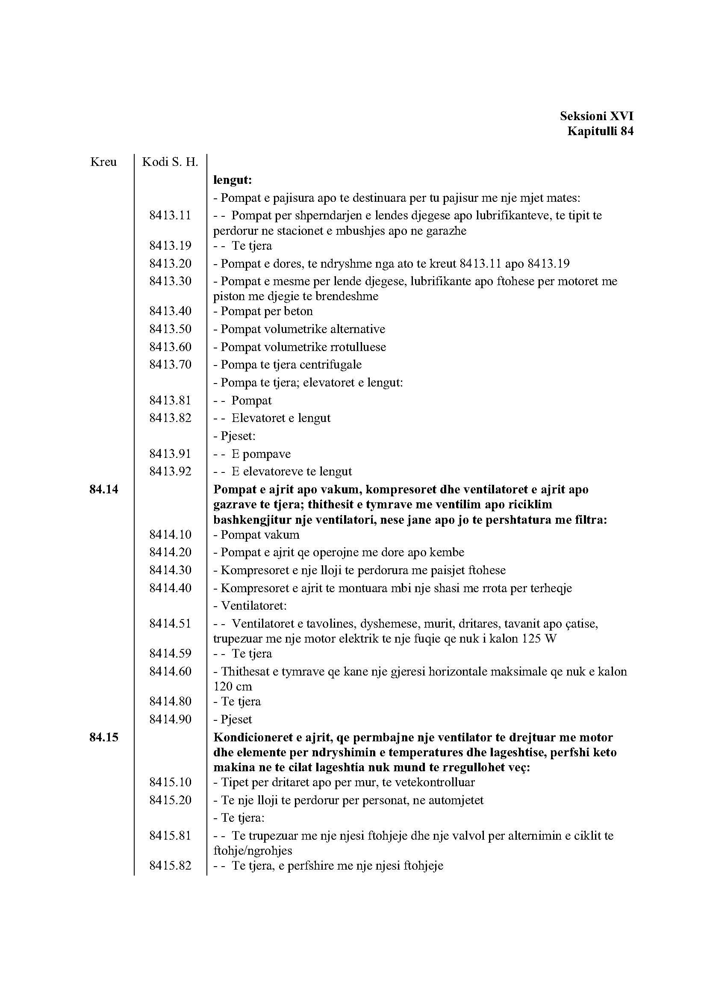 Seksioni XVI
Kapitulli 84
Kreu Kodi S. H.
lengut:
- Pompat e pajisura apo te destinuara per tu pajisur me nje mjet mates:
8413.11 - - Pompat per shperndarjen e lendes djegese apo lubrifikanteve, te tipit te
perdorur ne stacionet e mbushjes apo ne garazhe
8413.19 - - Te tjera
8413.20 - Pompat e dores, te ndryshme nga ato te kreut 8413.11 apo 8413.19
8413.30 - Pompat e mesme per lende djegese, lubrifikante apo ftohese per motoret me
piston me djegie te brendeshme
8413.40 - Pompat per beton
8413.50 - Pompat volumetrike alternative
8413.60 - Pompat volumetrike rrotulluese
8413.70 - Pompa te tjera centrifugale
- Pompa te tjera; elevatoret e lengut:
8413.81 - - Pompat
8413.82 - - Elevatoret e lengut
- Pjeset:
8413.91 - - E pompave
8413.92 - - E elevatoreve te lengut
84.14 Pompat e ajrit apo vakum, kompresoret dhe ventilatoret e ajrit apo
gazrave te tjera; thithesit e tymrave me ventilim apo riciklim
bashkengjitur nje ventilatori, nese jane apo jo te pershtatura me filtra:
8414.10 - Pompat vakum
8414.20 - Pompat e ajrit qe operojne me dore apo kembe
8414.30 - Kompresoret e nje lloji te perdorura me paisjet ftohese
8414.40 - Kompresoret e ajrit te montuara mbi nje shasi me rrota per terheqje
- Ventilatoret:
8414.51 - - Ventilatoret e tavolines, dyshemese, murit, dritares, tavanit apo çatise,
trupezuar me nje motor elektrik te nje fuqie qe nuk i kalon 125 W
8414.59 - - Te tjera
8414.60 - Thithesat e tymrave qe kane nje gjeresi horizontale maksimale qe nuk e kalon
120 cm
8414.80 - Te tjera
8414.90 - Pjeset
84.15 Kondicioneret e ajrit, qe permbajne nje ventilator te drejtuar me motor
dhe elemente per ndryshimin e temperatures dhe lageshtise, perfshi keto
makina ne te cilat lageshtia nuk mund te rregullohet veç:
8415.10 - Tipet per dritaret apo per mur, te vetekontrolluar
8415.20 - Te nje lloji te perdorur per personat, ne automjetet
- Te tjera:
8415.81 - - Te trupezuar me nje njesi ftohjeje dhe nje valvol per alternimin e ciklit te
ftohje/ngrohjes
8415.82 - - Te tjera, e perfshire me nje njesi ftohjeje